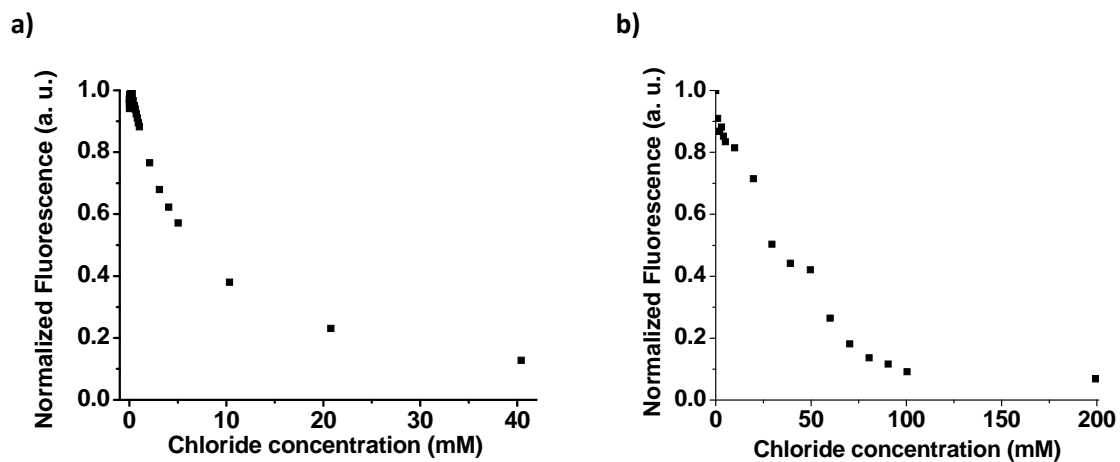 a)
Normalized Fluorescence (a. u.)
1.0
0.8
0.6
0.4
0.2
0.0
0 10 20 30 40
Chloride concentration (mM)
b)
Normalized Fluorescence (a. u.)
1.0
0.8
0.6
0.4
0.2
0.0
0 50 100 150 200
Chloride concentration (mM)